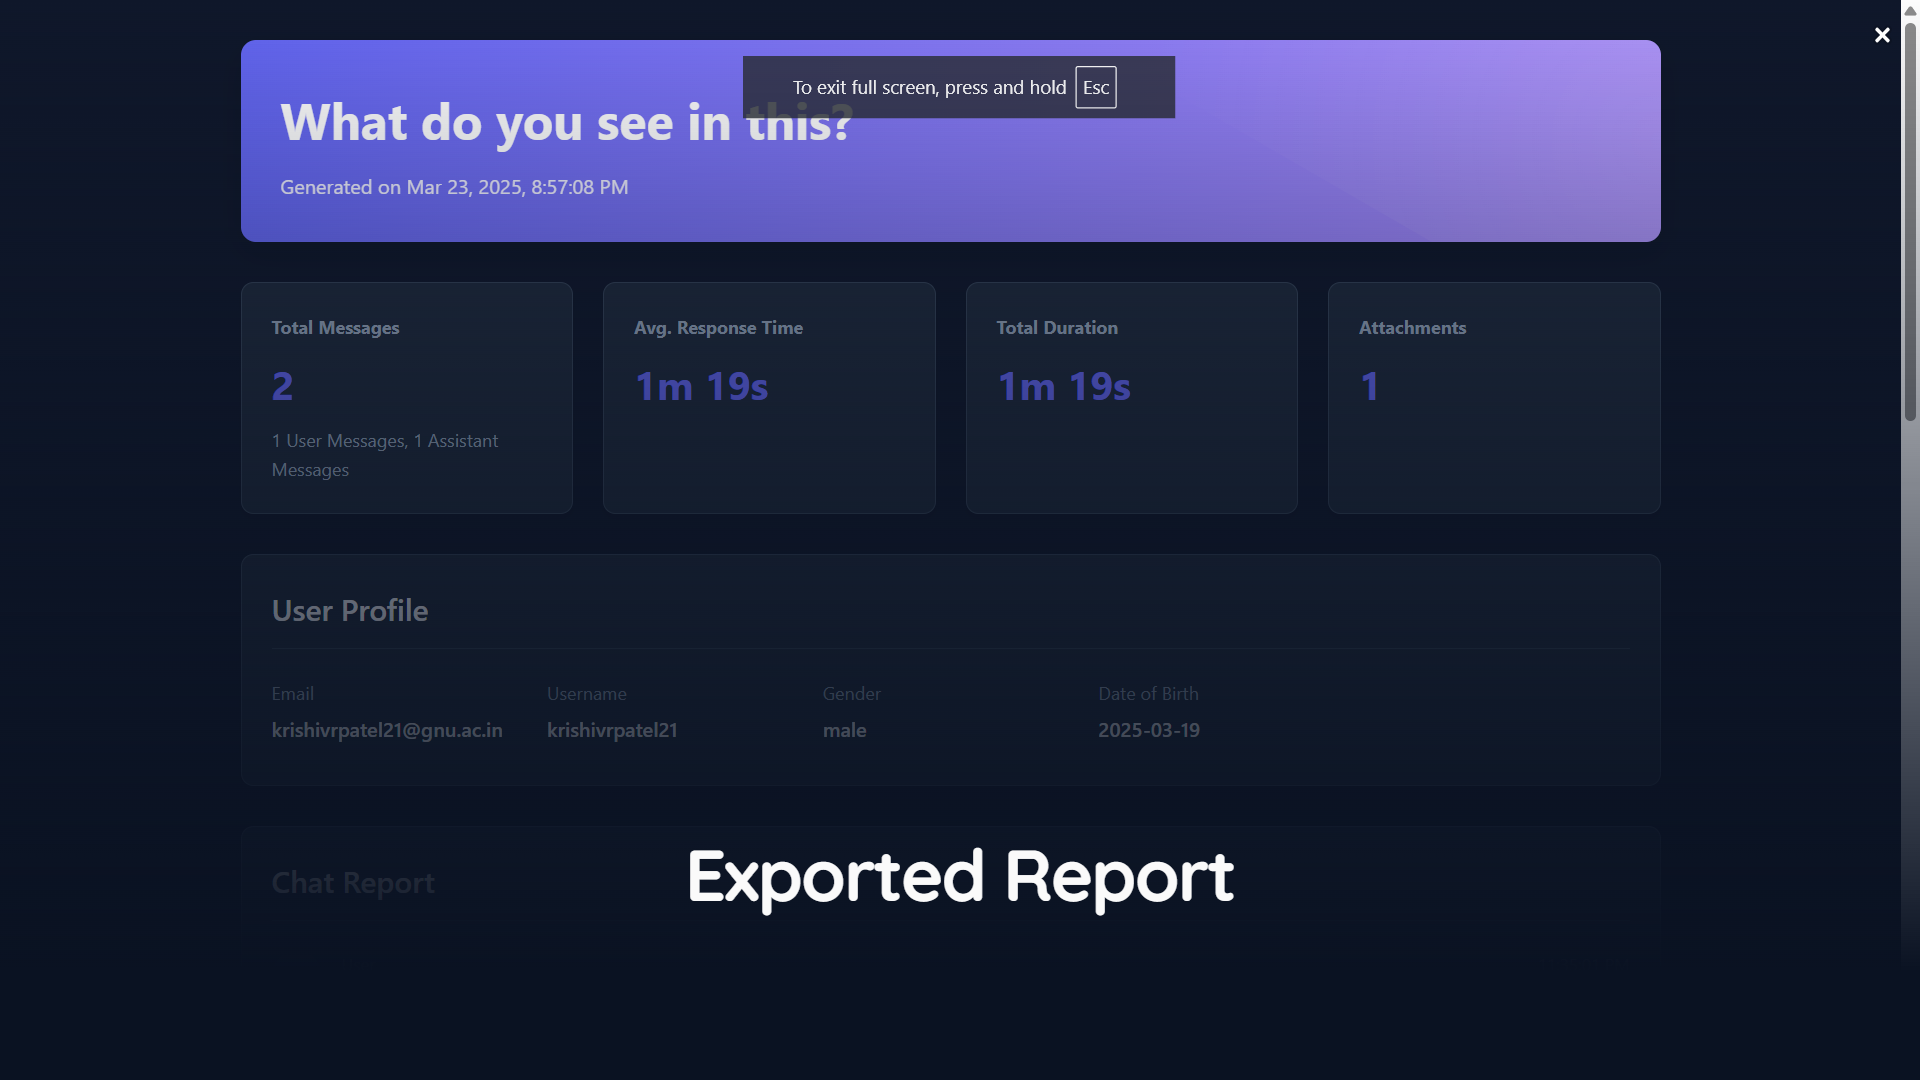 To exit full screen, press and hold Esc
What do you see in this?
Generated on Mar 23, 2025, 8:57:08 PM
Total Messages
2
1 User Messages, 1 Assistant
Messages
Avg. Response Time
1m 19s
Total Duration
1m 19s
Attachments
1
User Profile
Email
krishivrpatel21@gnu.ac.in
Username
krishivrpatel21
Gender
male
Date of Birth
2025-03-19
Chat Report
Exported Report